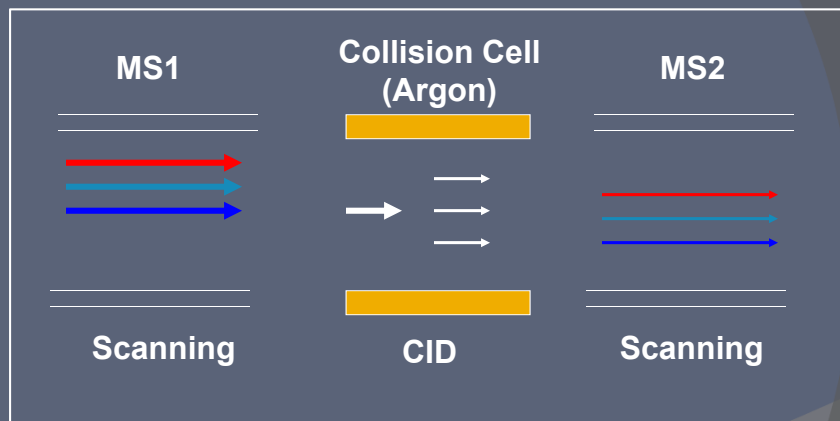 MS1
Collision Cell
(Argon)
MS2
Scanning
CID
Scanning